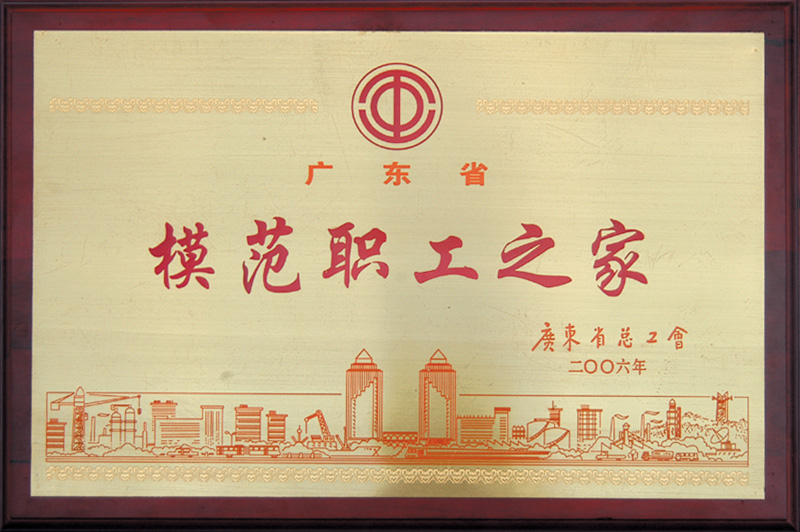 广东省
模范职工之家
廣東省总工會
二〇〇六年